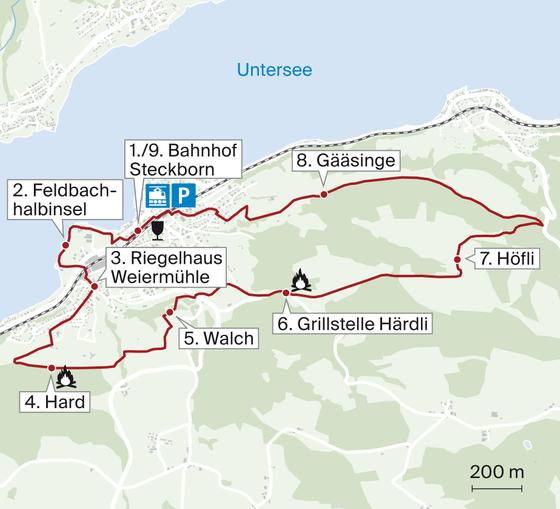 Untersee
1./9. Bahnhof
Steckborn
P
8. Gääsinge
2. Feldbach-
halbinsel
3. Riegelhaus
Weiermühle
7. Höfli
6. Grillstelle Härdli
5. Walch
4. Hard
200 m